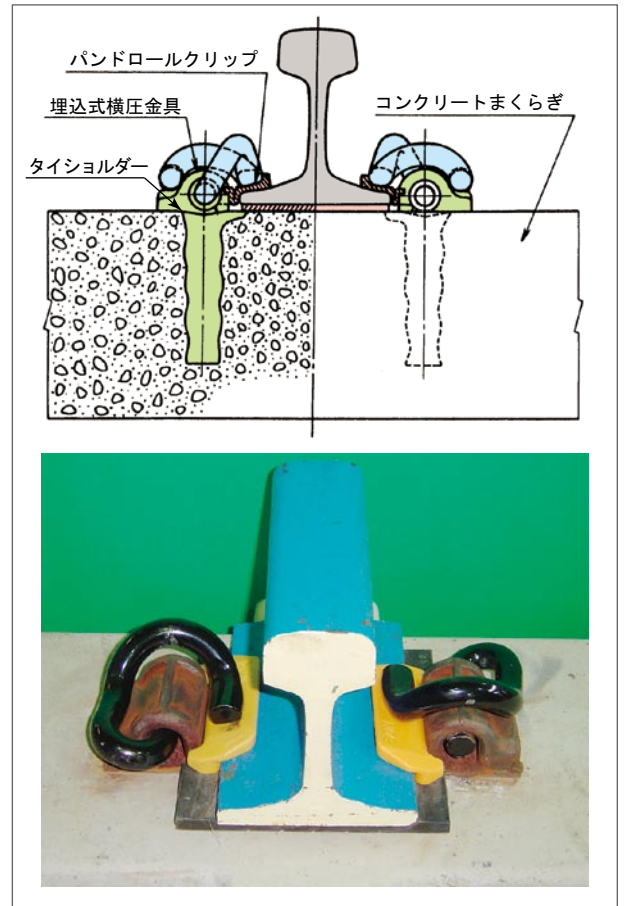 パンドロールクリップ
埋込式横圧金具
コンクリートまくらぎ
タイショルダー